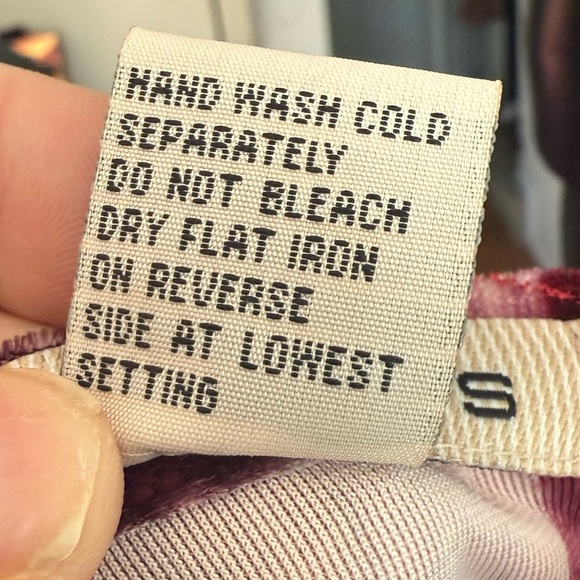 HAND WASH COLD
SEPARATELY
DO NOT BLEACH
DRY FLAT IRON
ON REVERSE
SIDE AT LOWEST
SETTING
S